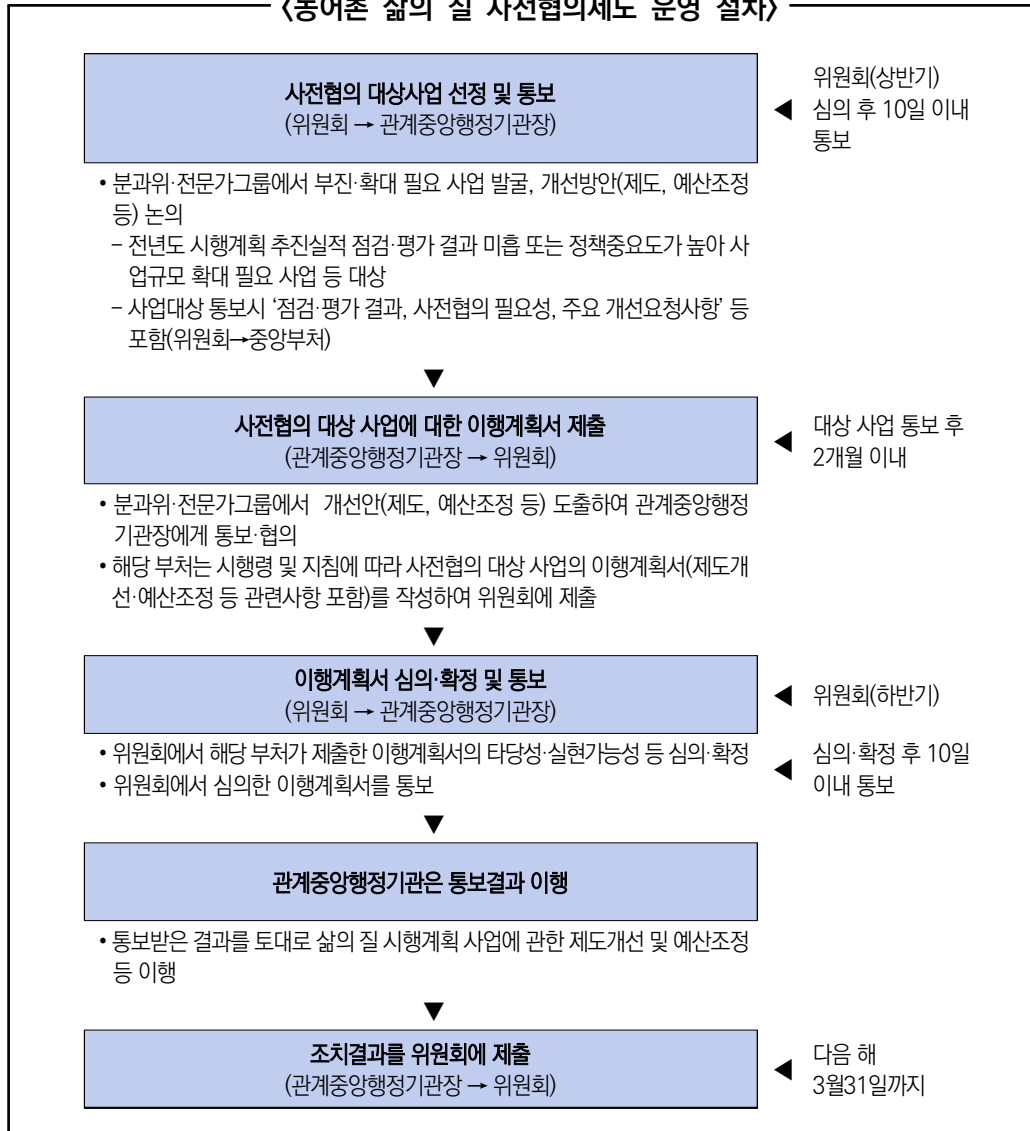 〈농어촌 삶의 질 사전협의제도 운영 절차〉
사전협의 대상사업 선정 및 통보
(위원회 → 관계중앙행정기관장)
◀ 위원회(상반기)
심의 후 10일 이내
통보
• 분과위·전문가그룹에서 부진·확대 필요 사업 발굴, 개선방안(제도, 예산조정
등) 논의
- 전년도 시행계획 추진실적 점검·평가 결과 미흡 또는 정책중요도가 높아 사
업규모 확대 필요 사업 등 대상
- 사업대상 통보시 ‘점검·평가 결과, 사전협의 필요성, 주요 개선요청사항’ 등
포함(위원회→중앙부처)
▼
사전협의 대상 사업에 대한 이행계획서 제출
(관계중앙행정기관장 → 위원회)
◀ 대상 사업 통보 후
2개월 이내
• 분과위·전문가그룹에서 개선안(제도, 예산조정 등) 도출하여 관계중앙행정
기관장에게 통보·협의
• 해당 부처는 시행령 및 지침에 따라 사전협의 대상 사업의 이행계획서(제도개
선·예산조정 등 관련사항 포함)를 작성하여 위원회에 제출
▼
이행계획서 심의·확정 및 통보
(위원회 → 관계중앙행정기관장)
◀ 위원회(하반기)
• 위원회에서 해당 부처가 제출한 이행계획서의 타당성·실현가능성 등 심의·확정
• 위원회에서 심의한 이행계획서를 통보
◀ 심의·확정 후 10일
이내 통보
▼
관계중앙행정기관은 통보결과 이행
• 통보받은 결과를 토대로 삶의 질 시행계획 사업에 관한 제도개선 및 예산조정
등 이행
▼
조치결과를 위원회에 제출
(관계중앙행정기관장 → 위원회)
◀ 다음 해
3월31일까지